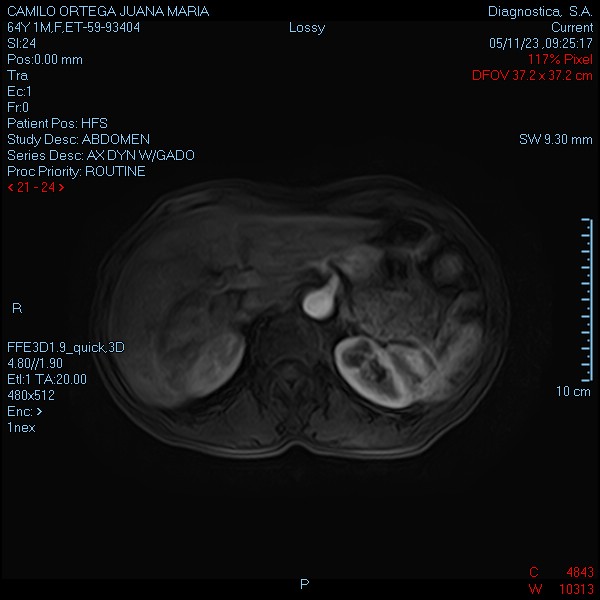 CAMILO ORTEGA JUANA MARIA
64Y 1M,F,ET-59-93404
Sl:24
Pos:0.00 mm
Tra
Ec:1
Fr:0
Patient Pos: HFS
Study Desc: ABDOMEN
Series Desc: AX DYN W/GADO
Proc Priority: ROUTINE
< 21 - 24 >
Lossy
Diagnostica, S.A.
Current
05/11/23 ,09:25:17
117% Pixel
DFOV 37.2 x 37.2 cm
SW 9.30 mm
R
10 cm
FFE3D1.9_quick,3D
4.80//1.90
Etl:1 TA:20.00
480x512
Enc: >
1nex
P
C 4843
W 10313